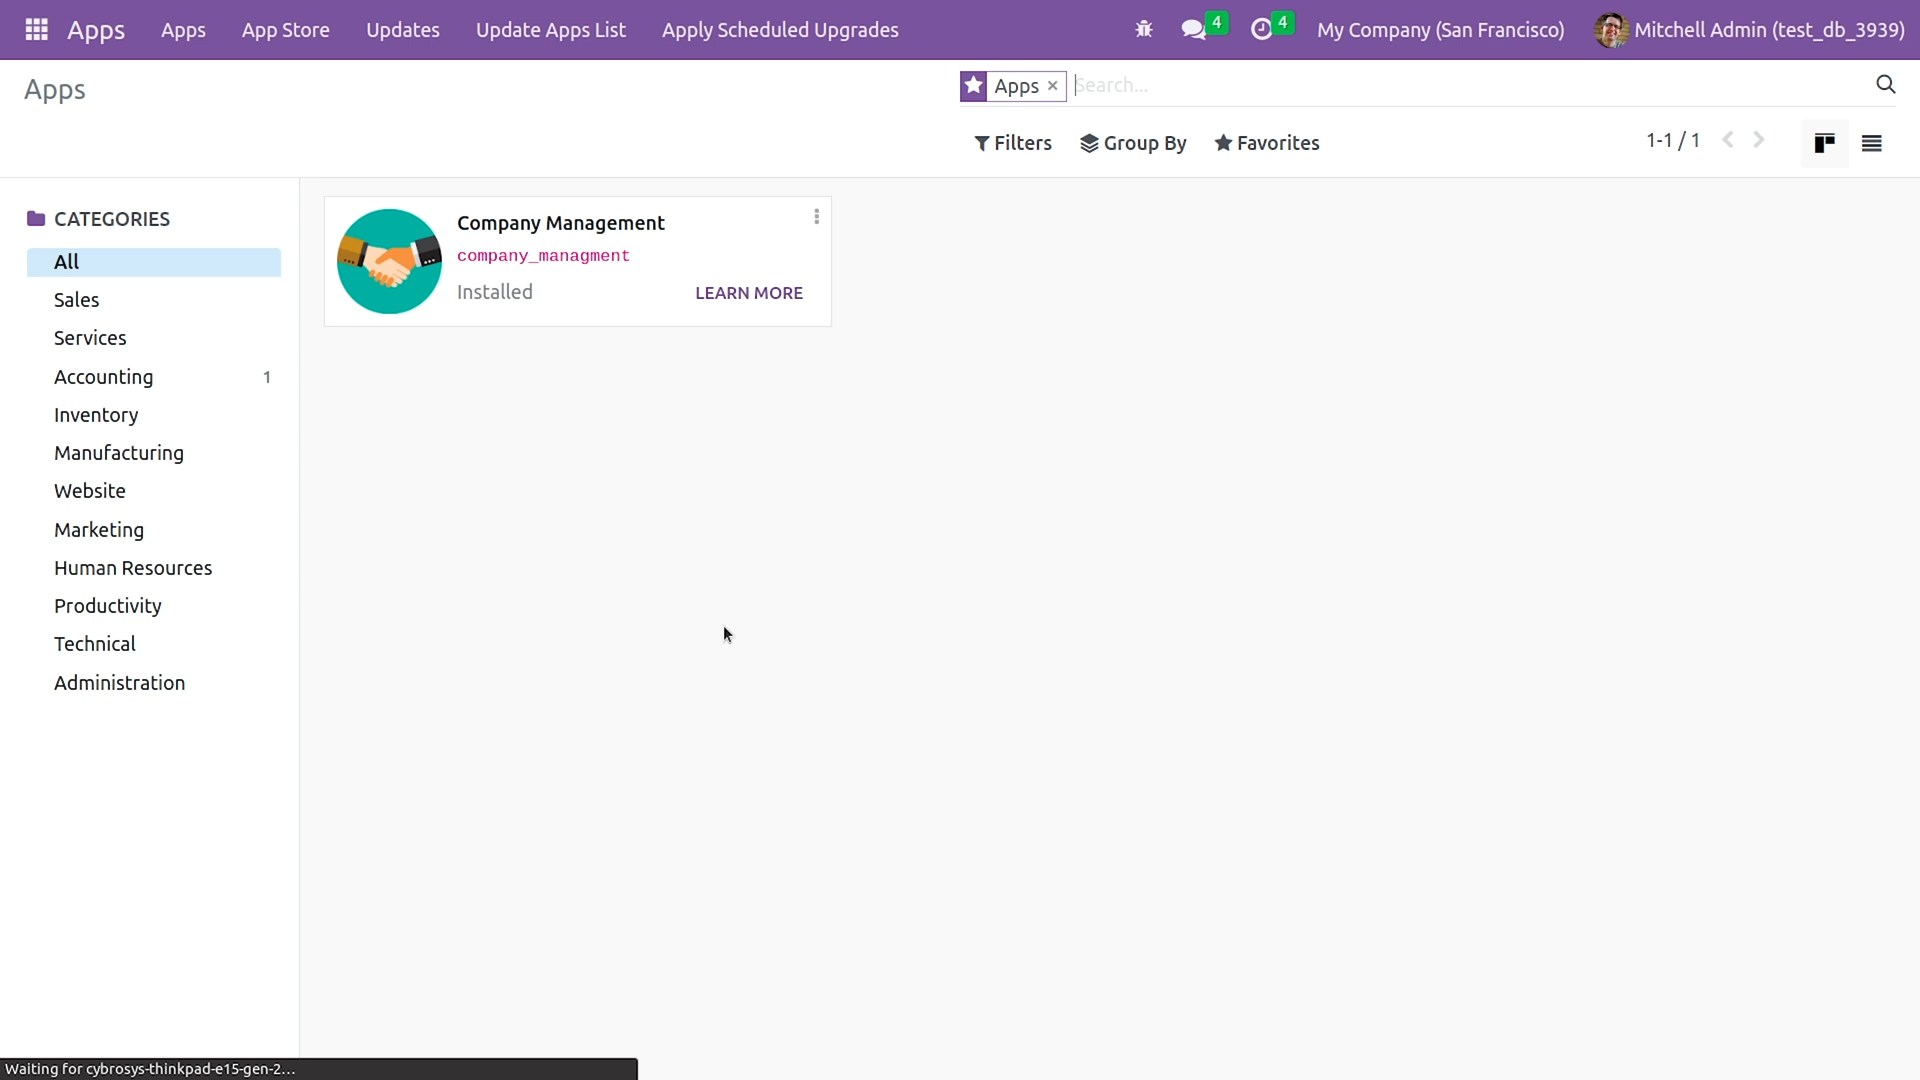 Apps Apps App Store Updates Update Apps List Apply Scheduled Upgrades 4 4 My Company (San Francisco) Mitchell Admin (test_db_3939)
Apps
Apps × Search...
Filters Group By Favorites 1-1 / 1
CATEGORIES
All
Sales
Services
Accounting 1
Inventory
Manufacturing
Website
Marketing
Human Resources
Productivity
Technical
Administration
Company Management
company_managment
Installed LEARN MORE
Waiting for cybrosys-thinkpad-e15-gen-2...